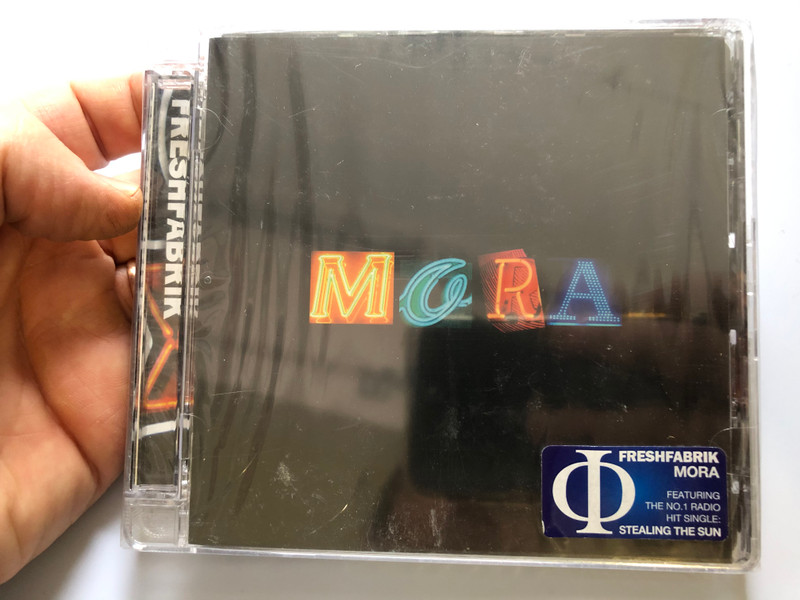 FRESHFABRIK
MORA
Φ
FRESHFABRIK
MORA
FEATURING
THE NO.1 RADIO
HIT SINGLE:
STEALING THE SUN